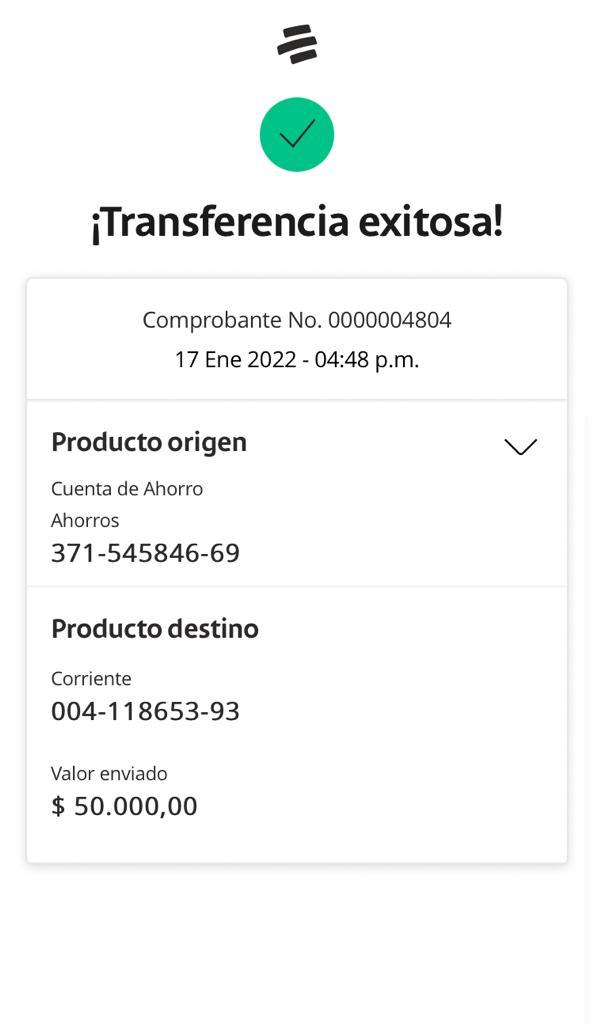 ¡Transferencia exitosa!
Comprobante No. 0000004804
17 Ene 2022 - 04:48 p.m.
Producto origen
Cuenta de Ahorro
Ahorros
371-545846-69
Producto destino
Corriente
004-118653-93
Valor enviado
$ 50.000,00